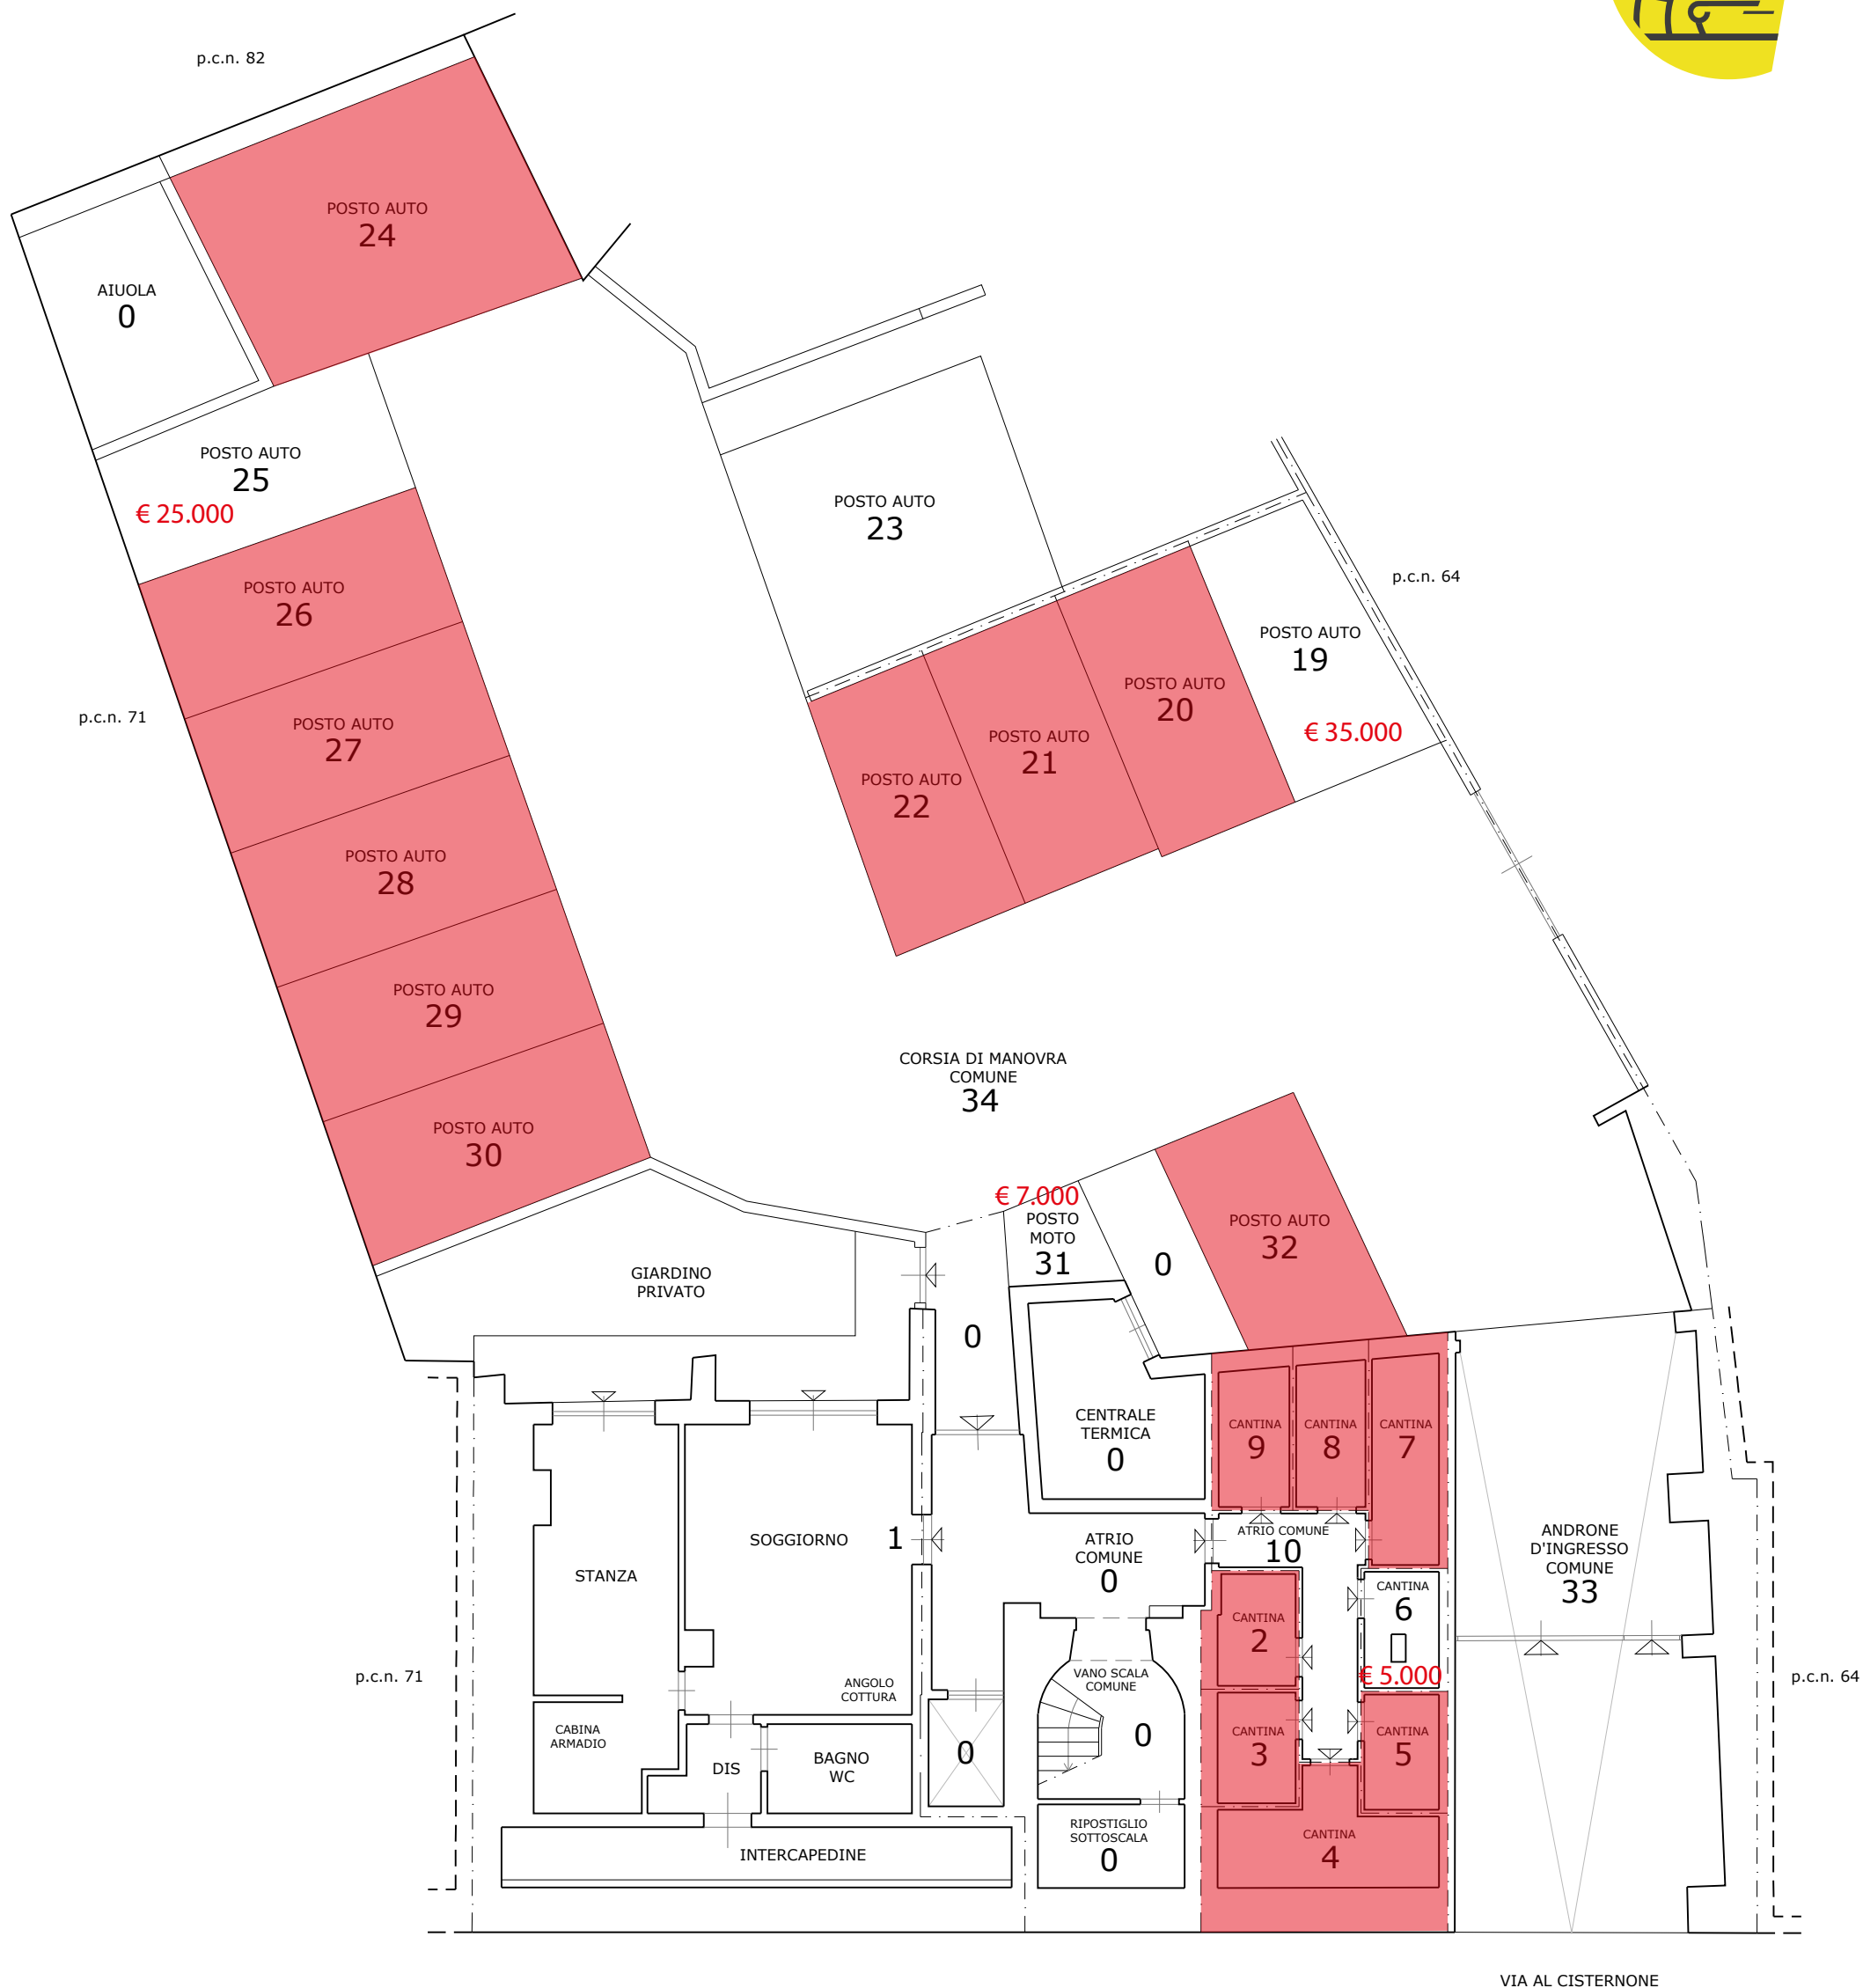 p.c.n. 82
POSTO AUTO
24
AIUOLA
0
POSTO AUTO
25
€ 25.000
POSTO AUTO
23
POSTO AUTO
26
p.c.n. 64
POSTO AUTO
19
€ 35.000
POSTO AUTO
20
p.c.n. 71
POSTO AUTO
27
POSTO AUTO
21
POSTO AUTO
22
POSTO AUTO
28
POSTO AUTO
29
CORSIA DI MANOVRA
COMUNE
34
POSTO AUTO
30
€ 7.000
POSTO
MOTO
31
0
POSTO AUTO
32
GIARDINO
PRIVATO
0
CENTRALE
TERMICA
0
CANTINA
9
CANTINA
8
CANTINA
7
SOGGIORNO
1
STANZA
ATRIO
COMUNE
0
ATRIO COMUNE
10
ANDRONE
D'INGRESSO
COMUNE
33
CANTINA
6
€ 5.000
CANTINA
2
p.c.n. 71
ANGOLO
COTTURA
VANO SCALA
COMUNE
0
p.c.n. 64
CABINA
ARMADIO
DIS
BAGNO
WC
0
CANTINA
3
CANTINA
5
INTERCAPEDINE
RIPOSTIGLIO
SOTTOSCALA
0
CANTINA
4
VIA AL CISTERNONE